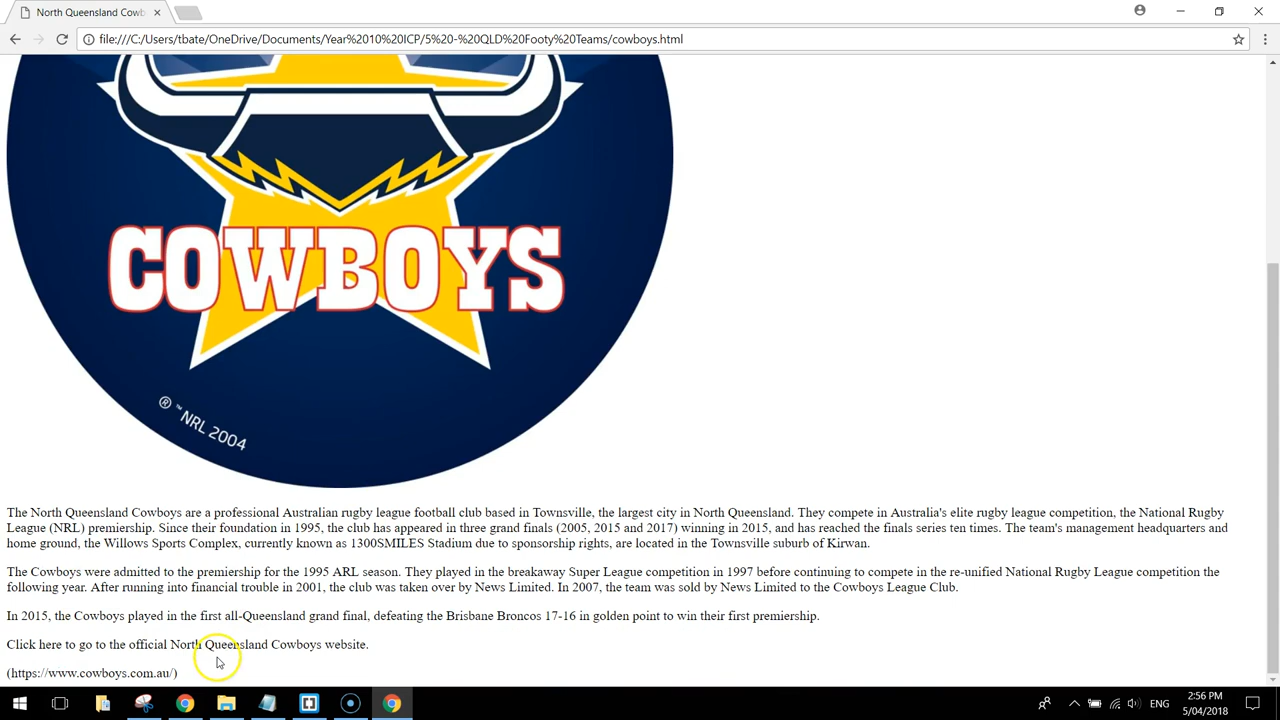 North Queensland Cowb
file:///C:/Users/tbate/OneDrive/Documents/Year%2010%20ICP/5%20-%20QLD%20Footy%20Teams/cowboys.html
COWBOYS
® ™ NRL 2004
The North Queensland Cowboys are a professional Australian rugby league football club based in Townsville, the largest city in North Queensland. They compete in Australia's elite rugby league competition, the National Rugby
League (NRL) premiership. Since their foundation in 1995, the club has appeared in three grand finals (2005, 2015 and 2017) winning in 2015, and has reached the finals series ten times. The team's management headquarters and
home ground, the Willows Sports Complex, currently known as 1300SMILES Stadium due to sponsorship rights, are located in the Townsville suburb of Kirwan.
The Cowboys were admitted to the premiership for the 1995 ARL season. They played in the breakaway Super League competition in 1997 before continuing to compete in the re-unified National Rugby League competition the
following year. After running into financial trouble in 2001, the club was taken over by News Limited. In 2007, the team was sold by News Limited to the Cowboys League Club.
In 2015, the Cowboys played in the first all-Queensland grand final, defeating the Brisbane Broncos 17-16 in golden point to win their first premiership.
Click here to go to the official North Queensland Cowboys website.
(https://www.cowboys.com.au/)
ENG
2:56 PM
5/04/2018